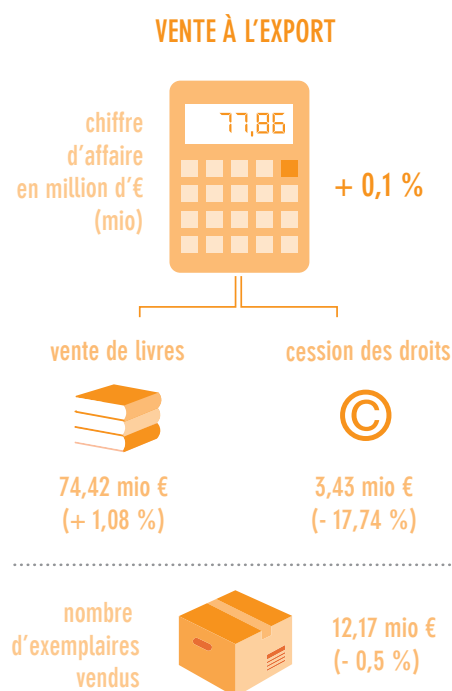 VENTE À L'EXPORT
chiffre
d'affaire
en million d'€
(mio)
77,86
+ 0,1 %
vente de livres
cession des droits
©
74,42 mio €
(+ 1,08 %)
3,43 mio €
(- 17,74 %)
nombre
d'exemplaires
vendus
12,17 mio €
(- 0,5 %)